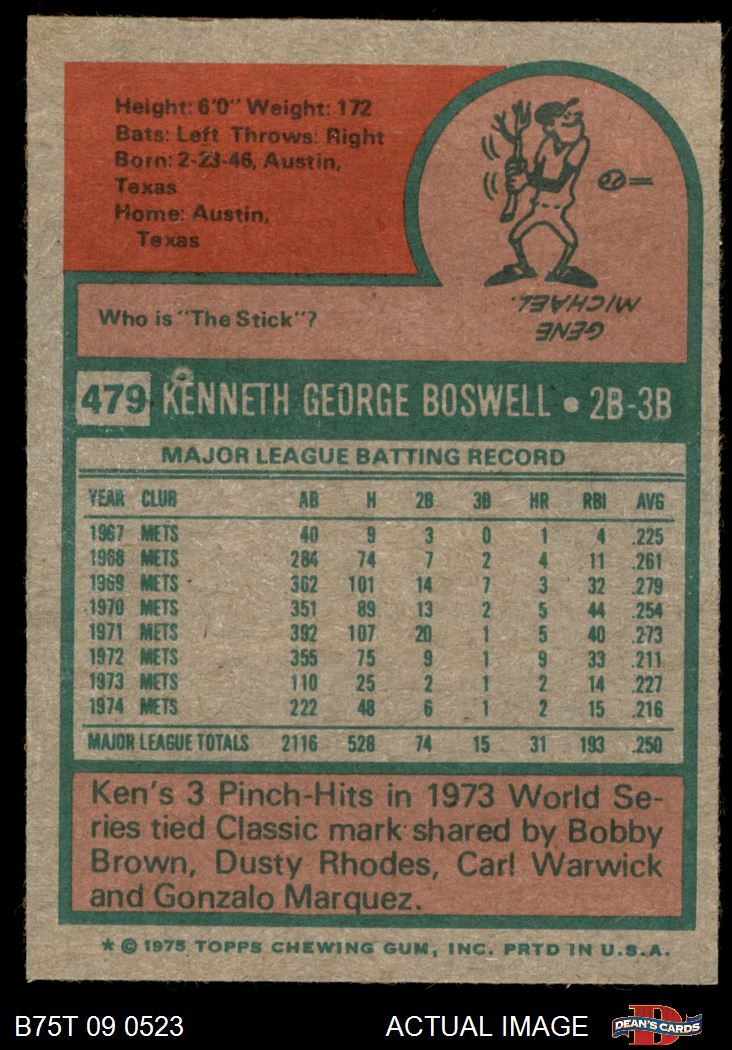 Height: 6'0" Weight: 172
Bats: Left Throws: Right
Born: 2-23-46, Austin,
Texas
Home: Austin,
Texas
GENE
MICHAEL.
Who is "The Stick"?
479 KENNETH GEORGE BOSWELL • 2B-3B
MAJOR LEAGUE BATTING RECORD
YEAR CLUB AB H 2B 3B HR RBI AVG
1967 METS 40 9 3 0 1 4 .225
1968 METS 284 74 7 2 4 11 .261
1969 METS 362 101 14 7 3 32 .279
1970 METS 351 89 13 2 5 44 .254
1971 METS 392 107 20 1 5 40 .273
1972 METS 355 75 9 1 9 33 .211
1973 METS 110 25 2 1 2 14 .227
1974 METS 222 48 6 1 2 15 .216
MAJOR LEAGUE TOTALS 2116 528 74 15 31 193 .250
Ken's 3 Pinch-Hits in 1973 World Se-
ries tied Classic mark shared by Bobby
Brown, Dusty Rhodes, Carl Warwick
and Gonzalo Marquez.
* © 1975 TOPPS CHEWING GUM, INC. PRTD IN U.S.A.
B75T 09 0523 ACTUAL IMAGE D DEAN'S CARDS